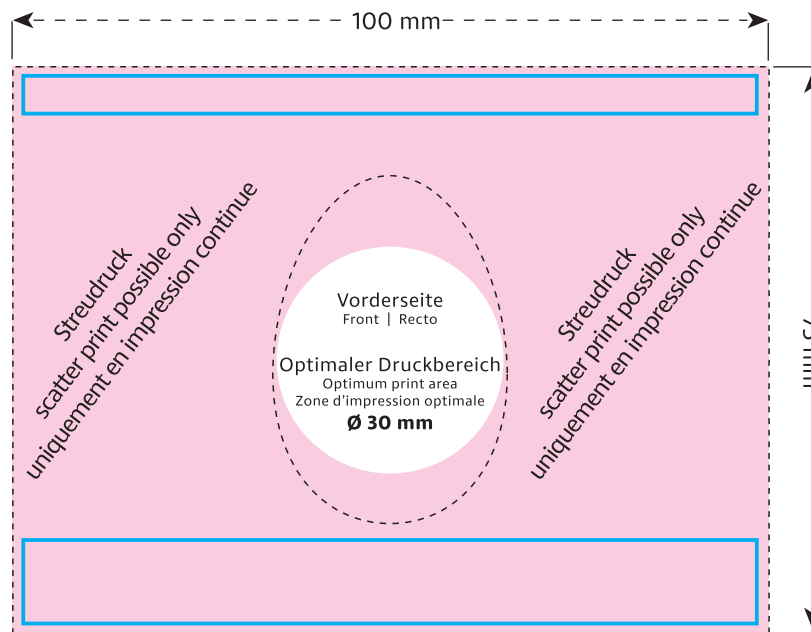 100 mm
Streudruck
scatter print possible only
uniquement en impression continue
Vorderseite
Front | Recto
Optimaler Druckbereich
Optimum print area
Zone d'impression optimale
Ø 30 mm
Streudruck
scatter print possible only
uniquement en impression continue